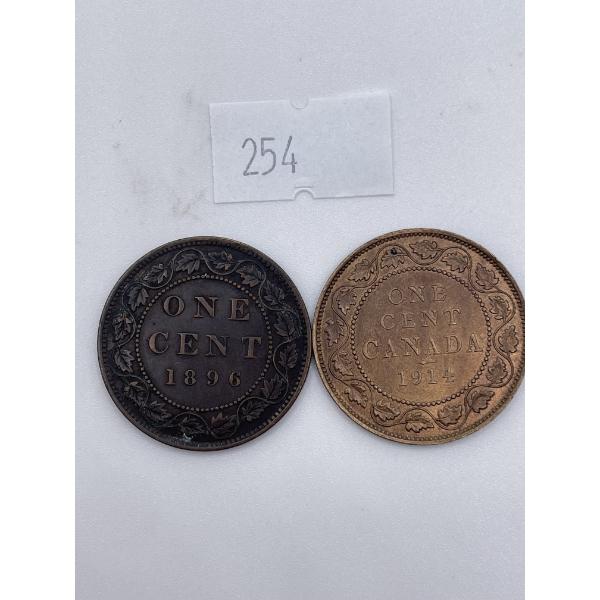 254
ONE
CENT
1896
ONE
CENT
CANADA
1914